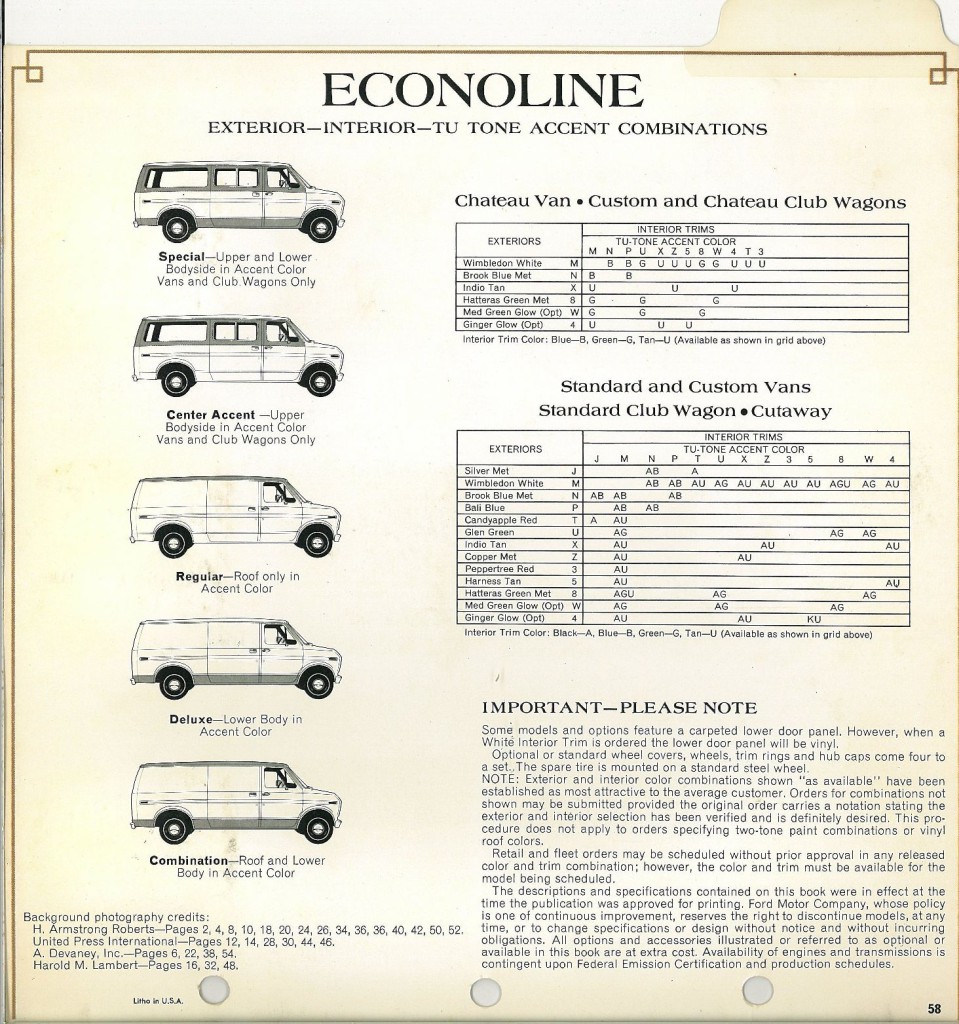 ECONOLINE
EXTERIOR—INTERIOR—TU TONE ACCENT COMBINATIONS
Special—Upper and Lower
Bodyside in Accent Color
Vans and Club Wagons Only
Center Accent —Upper
Bodyside in Accent Color
Vans and Club Wagons Only
Regular—Roof only in
Accent Color
Deluxe—Lower Body in
Accent Color
Combination—Roof and Lower
Body in Accent Color
Background photography credits:
H. Armstrong Roberts—Pages 2, 4, 8, 10, 18, 20, 24, 26, 34, 36, 36, 40, 42, 50, 52.
United Press International—Pages 12, 14, 28, 30, 44, 46.
A. Devaney, Inc.—Pages 6, 22, 38, 54.
Harold M. Lambert—Pages 16, 32, 48.
Litho in U.S.A.
Chateau Van • Custom and Chateau Club Wagons
INTERIOR TRIMS
EXTERIORS TU-TONE ACCENT COLOR
M N P U X Z 5 8 W 4 T 3
Wimbledon White M B B G U U U G G U U U
Brook Blue Met N B B
Indio Tan X U U U
Hatteras Green Met 8 G G G
Med Green Glow (Opt) W G G G
Ginger Glow (Opt) 4 U U U
Interior Trim Color: Blue—B, Green—G, Tan—U (Available as shown in grid above)
Standard and Custom Vans
Standard Club Wagon • Cutaway
INTERIOR TRIMS
EXTERIORS TU-TONE ACCENT COLOR
J M N P T U X Z 3 5 8 W 4
Silver Met J AB A
Wimbledon White M AB AB AU AG AU AU AU AU AGU AG AU
Brook Blue Met N AB AB AB
Bali Blue P AB AB
Candyapple Red T A AU
Glen Green U AG AG AG
Indio Tan X AU AU AU
Copper Met Z AU AU
Peppertree Red 3 AU
Harness Tan 5 AU AU
Hatteras Green Met 8 AGU AG AG
Med Green Glow (Opt) W AG AG AG
Ginger Glow (Opt) 4 AU AU KU
Interior Trim Color: Black—A, Blue—B, Green—G, Tan—U (Available as shown in grid above)
IMPORTANT—PLEASE NOTE
Some models and options feature a carpeted lower door panel. However, when a
White Interior Trim is ordered the lower door panel will be vinyl.
Optional or standard wheel covers, wheels, trim rings and hub caps come four to
a set. The spare tire is mounted on a standard steel wheel.
NOTE: Exterior and interior color combinations shown "as available" have been
established as most attractive to the average customer. Orders for combinations not
shown may be submitted provided the original order carries a notation stating the
exterior and interior selection has been verified and is definitely desired. This pro-
cedure does not apply to orders specifying two-tone paint combinations or vinyl
roof colors.
Retail and fleet orders may be scheduled without prior approval in any released
color and trim combination; however, the color and trim must be available for the
model being scheduled.
The descriptions and specifications contained on this book were in effect at the
time the publication was approved for printing. Ford Motor Company, whose policy
is one of continuous improvement, reserves the right to discontinue models, at any
time, or to change specifications or design without notice and without incurring
obligations. All options and accessories illustrated or referred to as optional or
available in this book are at extra cost. Availability of engines and transmissions is
contingent upon Federal Emission Certification and production schedules.
58